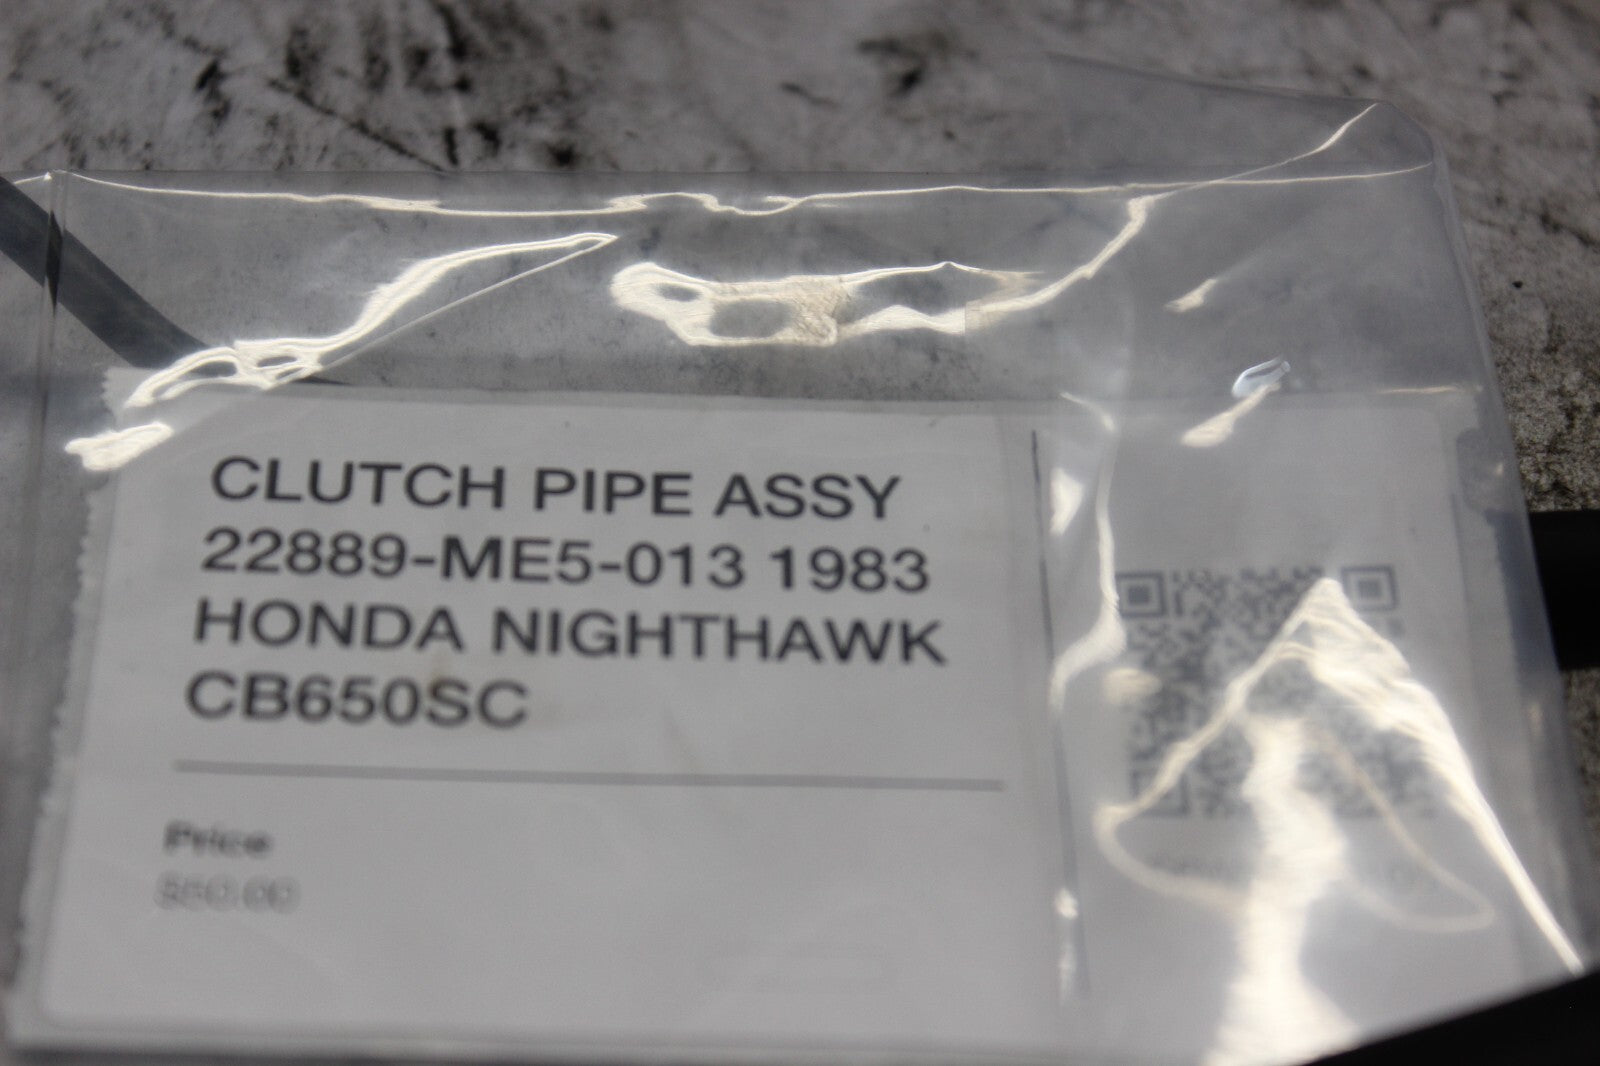 CLUTCH PIPE ASSY
22889-ME5-013 1983
HONDA NIGHTHAWK
CB650SC
Price